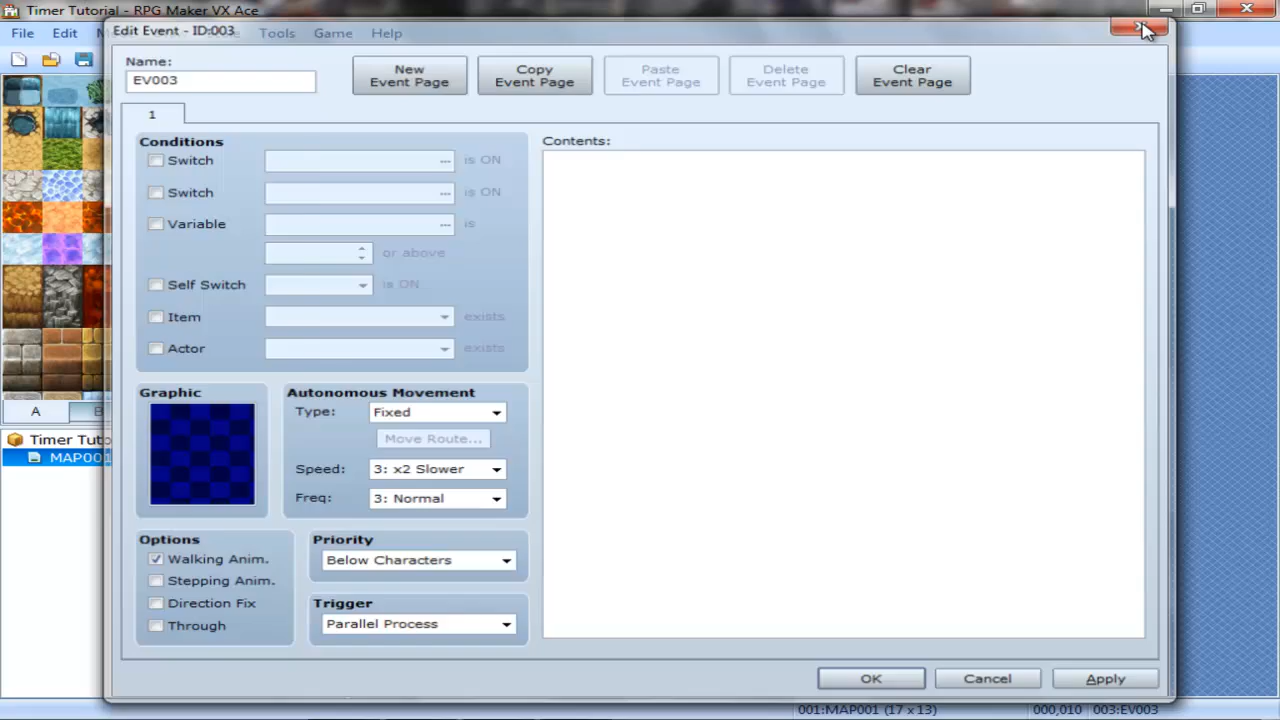 Timer Tutorial - RPG Maker VX Ace
File Edit Tools Game Help
Edit Event - ID:003
Name:
EV003
New Event Page
Copy Event Page
Paste Event Page
Delete Event Page
Clear Event Page
1
Conditions
Switch ... is ON
Switch ... is ON
Variable ... is
or above
Self Switch is ON
Item exists
Actor exists
Contents:
Graphic
Autonomous Movement
Type: Fixed
Move Route...
Speed: 3: x2 Slower
Freq: 3: Normal
Options
Walking Anim.
Stepping Anim.
Direction Fix
Through
Priority
Below Characters
Trigger
Parallel Process
OK Cancel Apply
A B
Timer Tuto
MAP001
001:MAP001 (17 x 13) 000,010 003:EV003